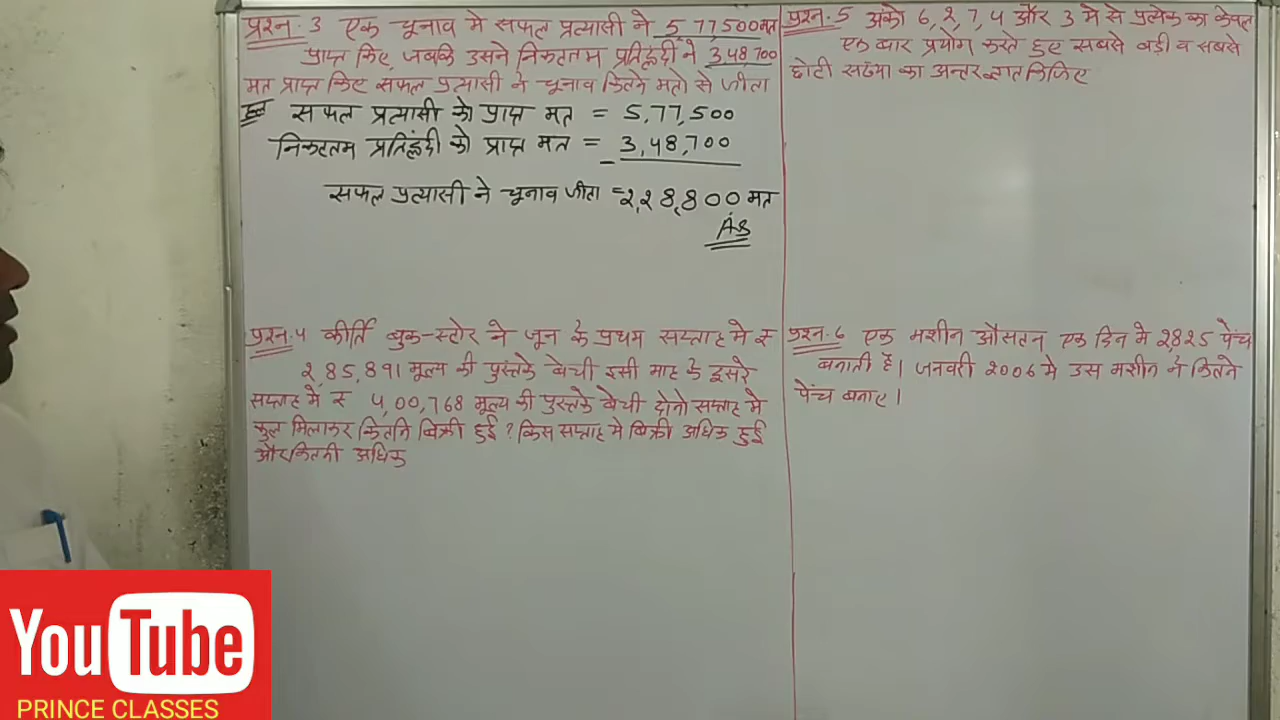 प्रश्न. 3 एक चुनाव मे सफल प्रत्यासी ने 5,77,500 मत
प्राप्त किए, जबकि उसने निकटतम प्रतिद्वंदी ने 3,48,700
मत प्राप्त किए सफल प्रत्यासी ने चुनाव कितने मतो से जीता
हल सफल प्रत्यासी को प्राप्त मत = 5,77,500
निकटतम प्रतिद्वंदी को प्राप्त मत = - 3,48,700
सफल प्रत्यासी ने चुनाव जीता = 2,28,800 मत
Ans
प्रश्न. 4 कीर्ति बुक-स्टोर ने जून के प्रथम सप्ताह मे ₹
2,85,891 मूल्य की पुस्तके बेची इसी माह के दूसरे
सप्ताह मे ₹ 4,00,768 मूल्य की पुस्तके बेची दोनो सप्ताह मे
कुल मिलाकर कितनि बिक्री हुई ? किस सप्ताह मे बिक्री अधिक हुई
और कितनी अधिक
प्रश्न. 5 अंको 6, 2, 7, 4 और 3 मे से प्रत्येक का केवल
एक बार प्रयोग करते हुए सबसे बड़ी व सबसे
छोटी संख्या का अन्तर ज्ञात किजिए
प्रश्न. 6 एक मशीन औसतन एक दिन मे 2,825 पेंच
बनाती है। जनवरी 2006 मे उस मशीन ने कितने
पेंच बनाए।
YouTube
PRINCE CLASSES